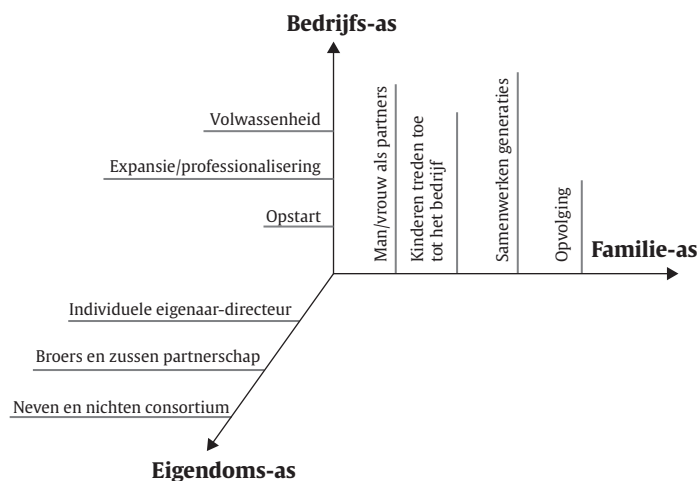 Bedrijfs-as
Volwassenheid
Expansie/professionalisering
Opstart
Man/vrouw als partners
Kinderen treden toe
tot het bedrijf
Samenwerken generaties
Opvolging
Familie-as
Individuele eigenaar-directeur
Broers en zussen partnerschap
Neven en nichten consortium
Eigendoms-as